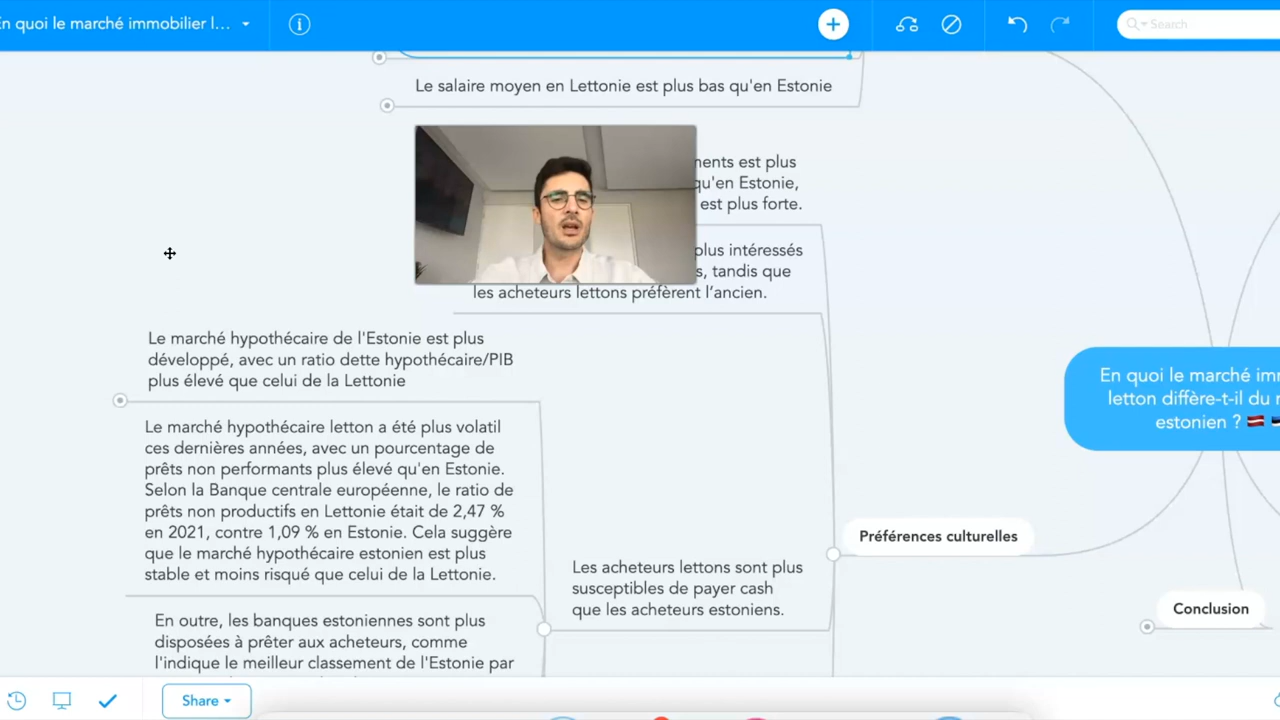 En quoi le marché immobilier l...
Search
Le salaire moyen en Lettonie est plus bas qu'en Estonie
est plus
qu'en Estonie,
est plus forte.
plus intéressés
tandis que
les acheteurs lettons préfèrent l’ancien.
Le marché hypothécaire de l'Estonie est plus
développé, avec un ratio dette hypothécaire/PIB
plus élevé que celui de la Lettonie
Le marché hypothécaire letton a été plus volatil
ces dernières années, avec un pourcentage de
prêts non performants plus élevé qu'en Estonie.
Selon la Banque centrale européenne, le ratio de
prêts non productifs en Lettonie était de 2,47 %
en 2021, contre 1,09 % en Estonie. Cela suggère
que le marché hypothécaire estonien est plus
stable et moins risqué que celui de la Lettonie.
En outre, les banques estoniennes sont plus
disposées à prêter aux acheteurs, comme
l'indique le meilleur classement de l'Estonie par
Les acheteurs lettons sont plus
susceptibles de payer cash
que les acheteurs estoniens.
Préférences culturelles
En quoi le marché
letton diffère-t-il du
estonien ?
Conclusion
Share